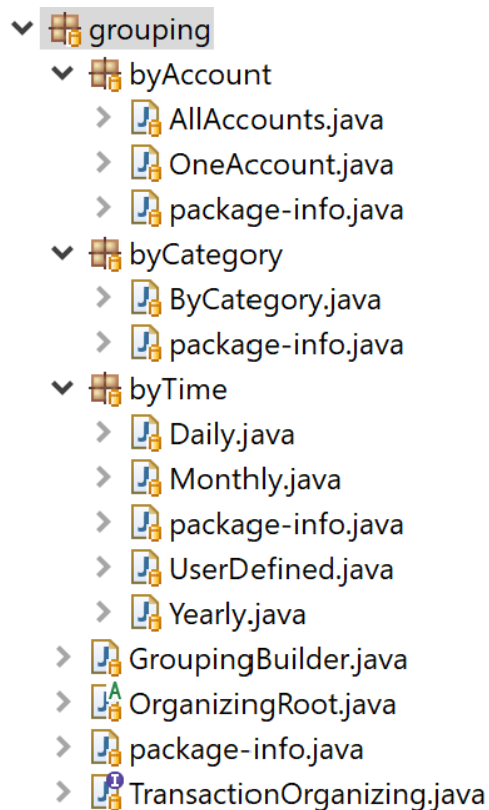 grouping
byAccount
AllAccounts.java
OneAccount.java
package-info.java
byCategory
ByCategory.java
package-info.java
byTime
Daily.java
Monthly.java
package-info.java
UserDefined.java
Yearly.java
GroupingBuilder.java
OrganizingRoot.java
package-info.java
TransactionOrganizing.java